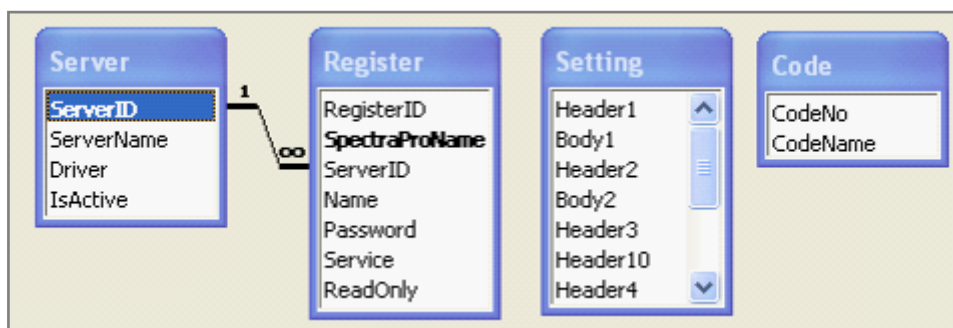 Server
ServerID
ServerName
Driver
IsActive
1
∞
Register
RegisterID
SpectraProName
ServerID
Name
Password
Service
ReadOnly
Setting
Header1
Body1
Header2
Body2
Header3
Header10
Header4
Code
CodeNo
CodeName